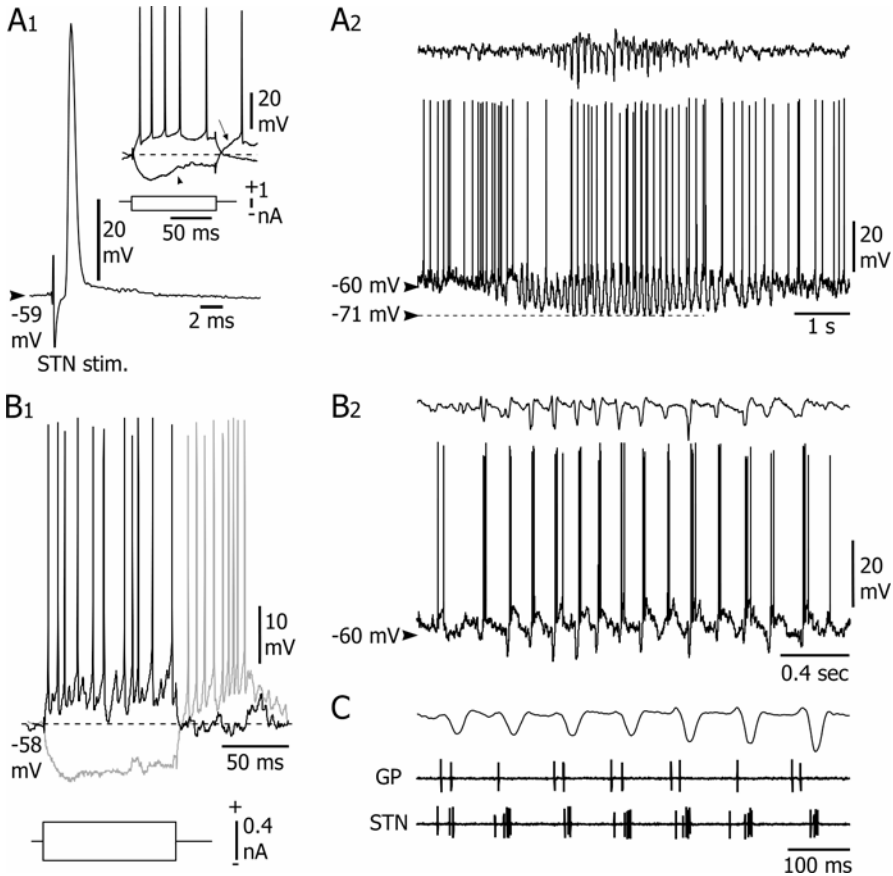 A1
20
mV
+
1
-
nA
50 ms
20
mV
-59
mV
2 ms
STN stim.
A2
20
mV
-60 mV
-71 mV
1 s
B1
10
mV
-58
mV
50 ms
+
0.4
nA
-
B2
20
mV
-60 mV
0.4 sec
C
GP
STN
100 ms